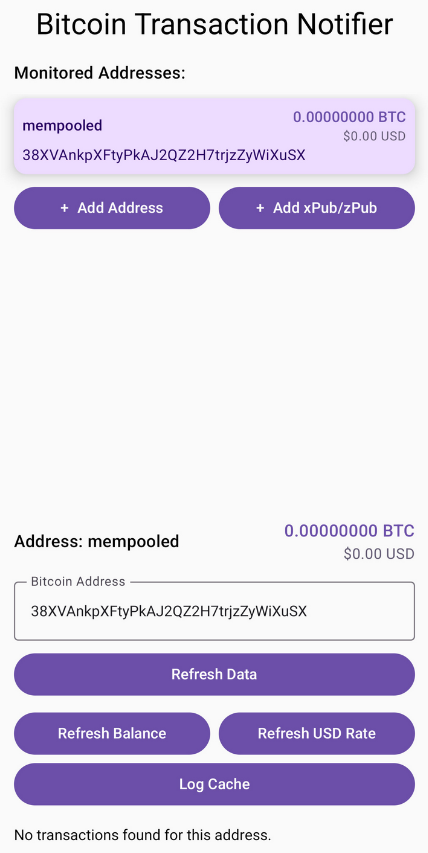 Bitcoin Transaction Notifier
Monitored Addresses:
mempooled
0.00000000 BTC
$0.00 USD
38XVAnkpXFtyPkAJ2QZ2H7trjzZyWiXuSX
+ Add Address
+ Add xPub/zPub
Address: mempooled
0.00000000 BTC
$0.00 USD
Bitcoin Address
38XVAnkpXFtyPkAJ2QZ2H7trjzZyWiXuSX
Refresh Data
Refresh Balance
Refresh USD Rate
Log Cache
No transactions found for this address.